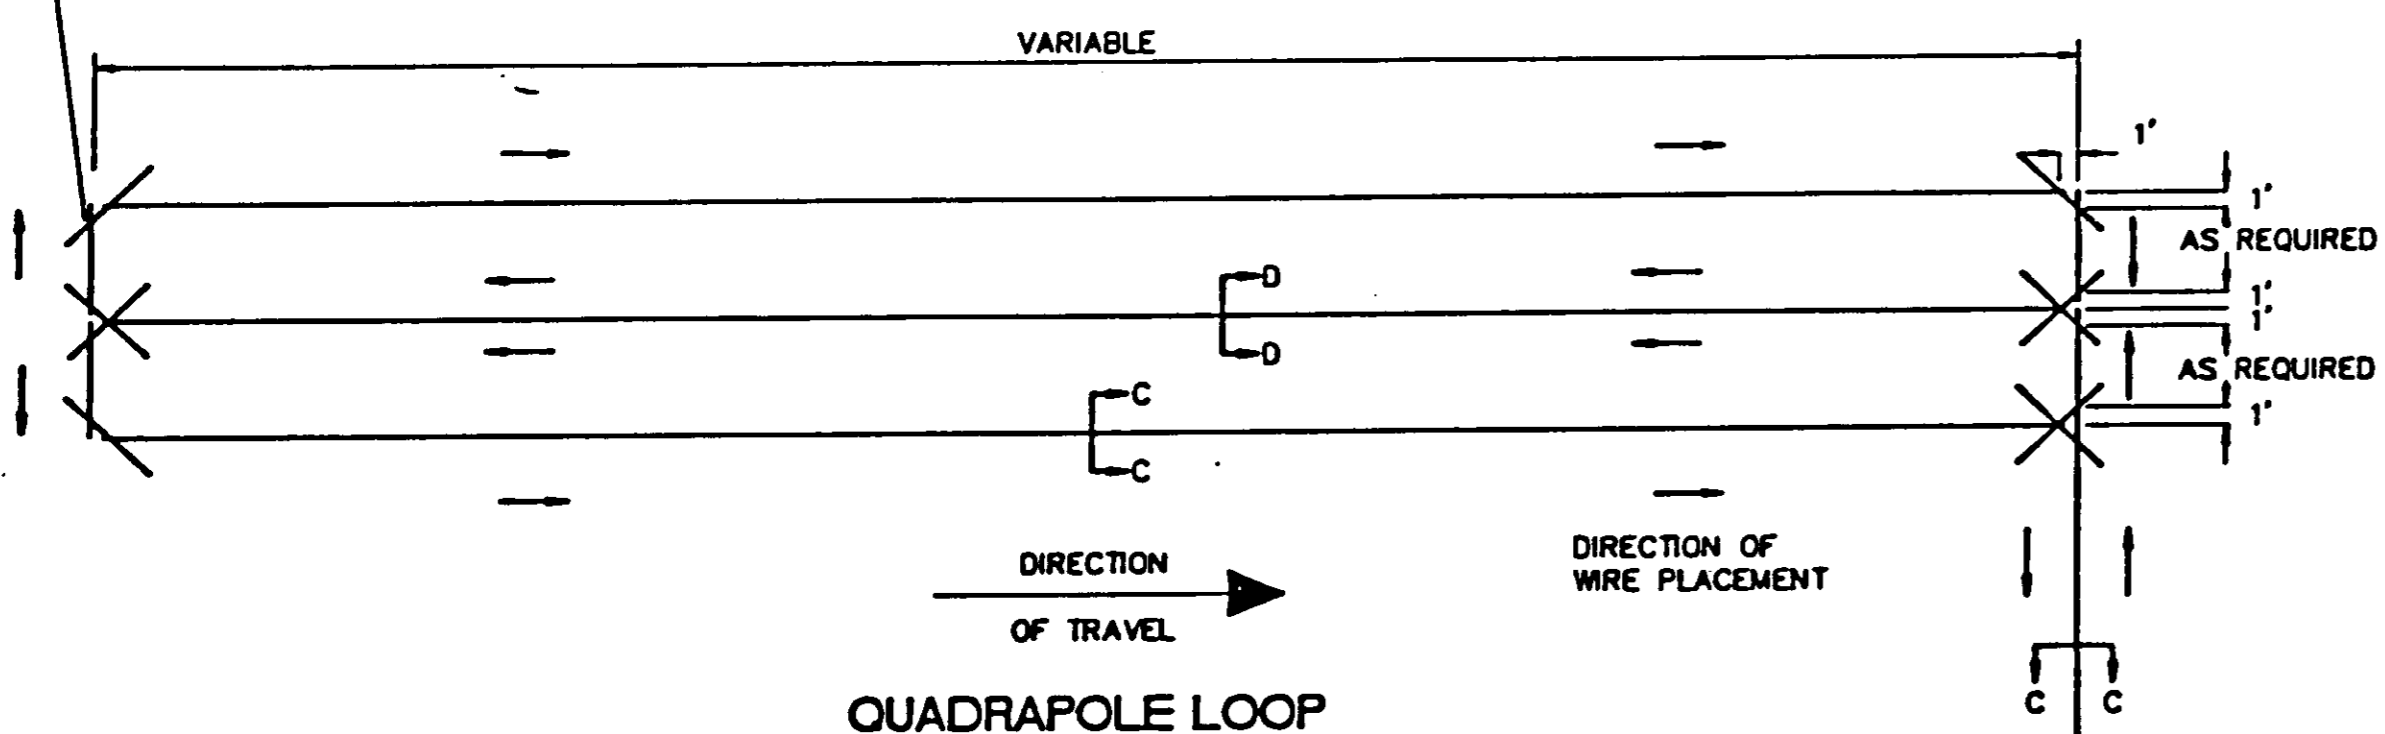 VARIABLE
1'
1'
AS REQUIRED
D
1'
1'
D
AS REQUIRED
C
1'
C
DIRECTION
OF TRAVEL
DIRECTION OF
WIRE PLACEMENT
C C
QUADRAPOLE LOOP